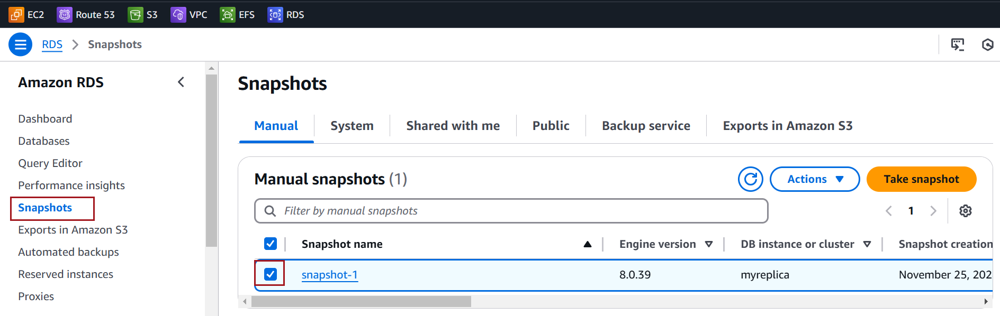 EC2 Route 53 S3 VPC EFS RDS
RDS > Snapshots
Amazon RDS
Dashboard
Databases
Query Editor
Performance insights
Snapshots
Exports in Amazon S3
Automated backups
Reserved instances
Proxies
Snapshots
Manual System Shared with me Public Backup service Exports in Amazon S3
Manual snapshots (1)
Actions Take snapshot
Filter by manual snapshots
1
Snapshot name Engine version DB instance or cluster Snapshot creation
snapshot-1 8.0.39 myreplica November 25, 202